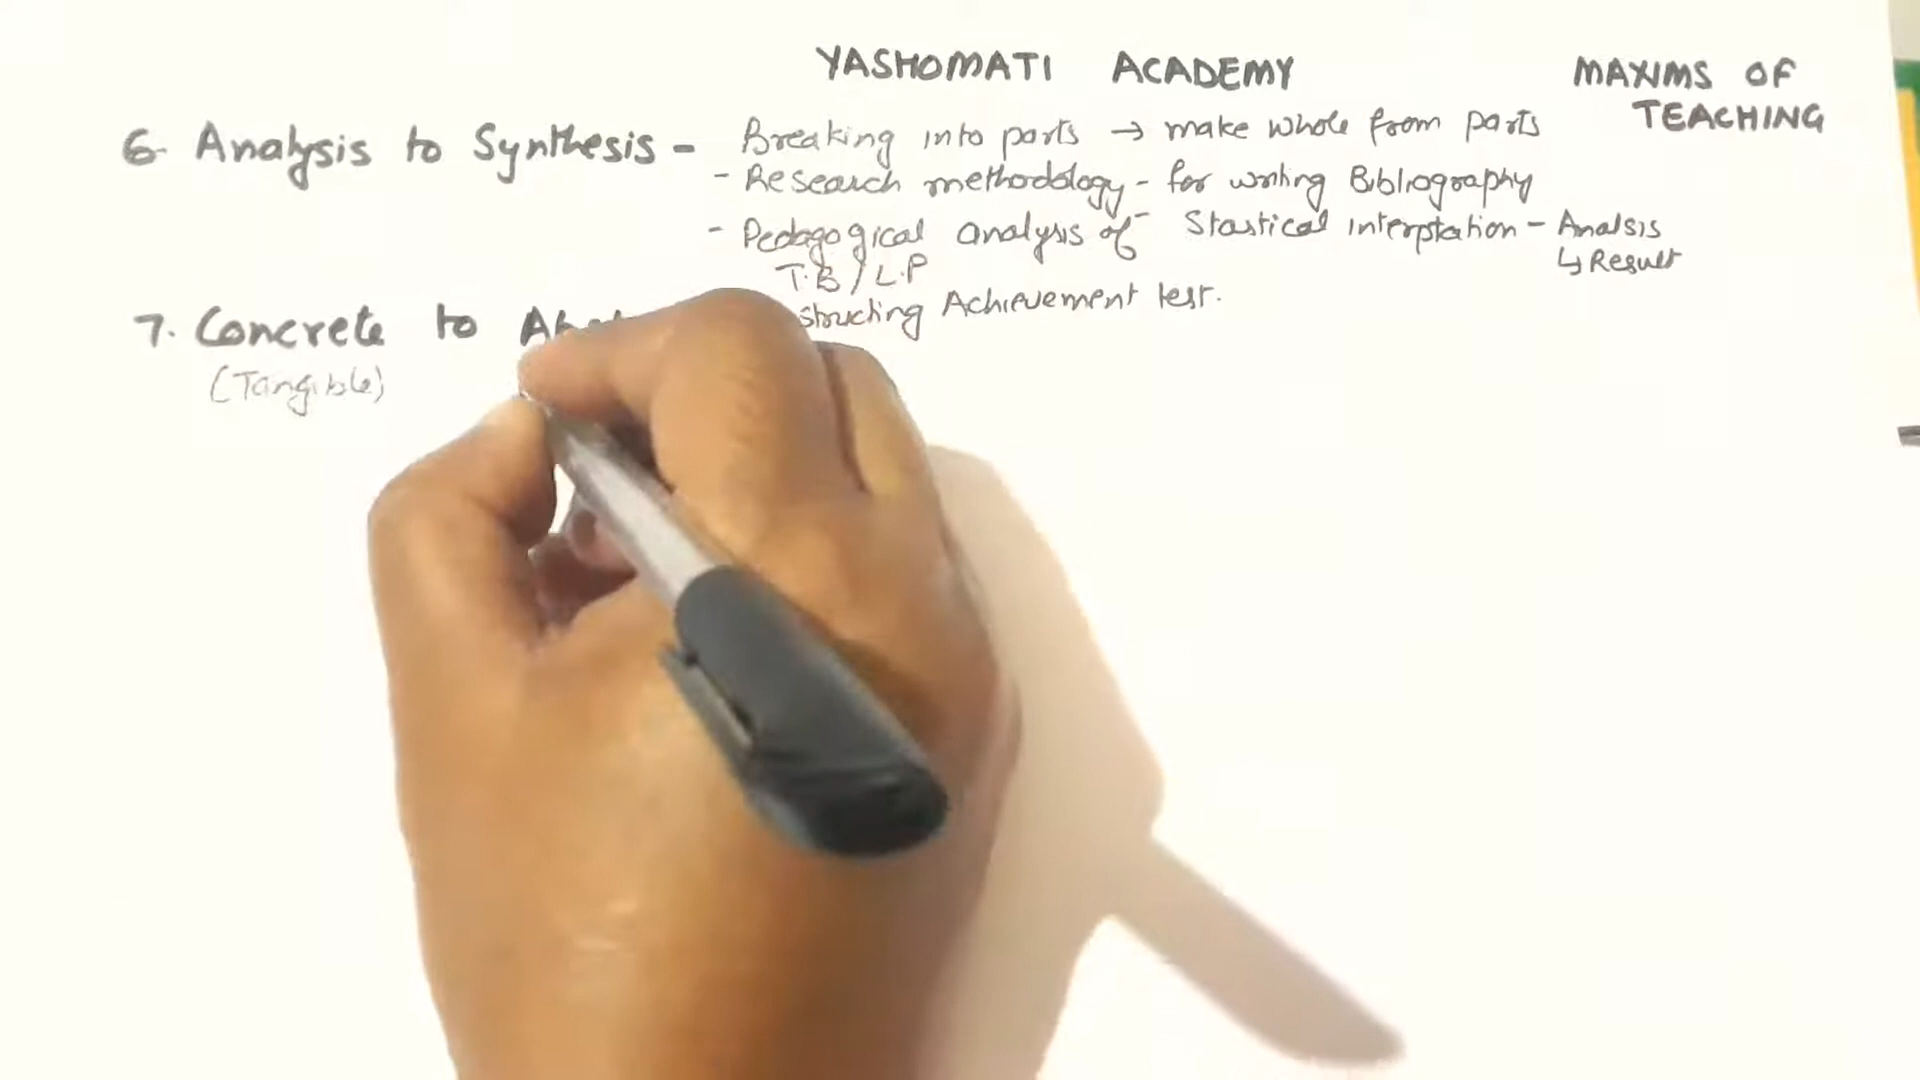 YASHOMATI ACADEMY
MAXIMS OF
TEACHING
6. Analysis to Synthesis - Breaking into parts → make whole from parts
- Research methodology - for writing Bibliography
- Pedagogical analysis of - Stastical interptation - Analsis
T.B / L.P
↳ Result
structing Achievement test.
7. Concrete to
(Tangible)